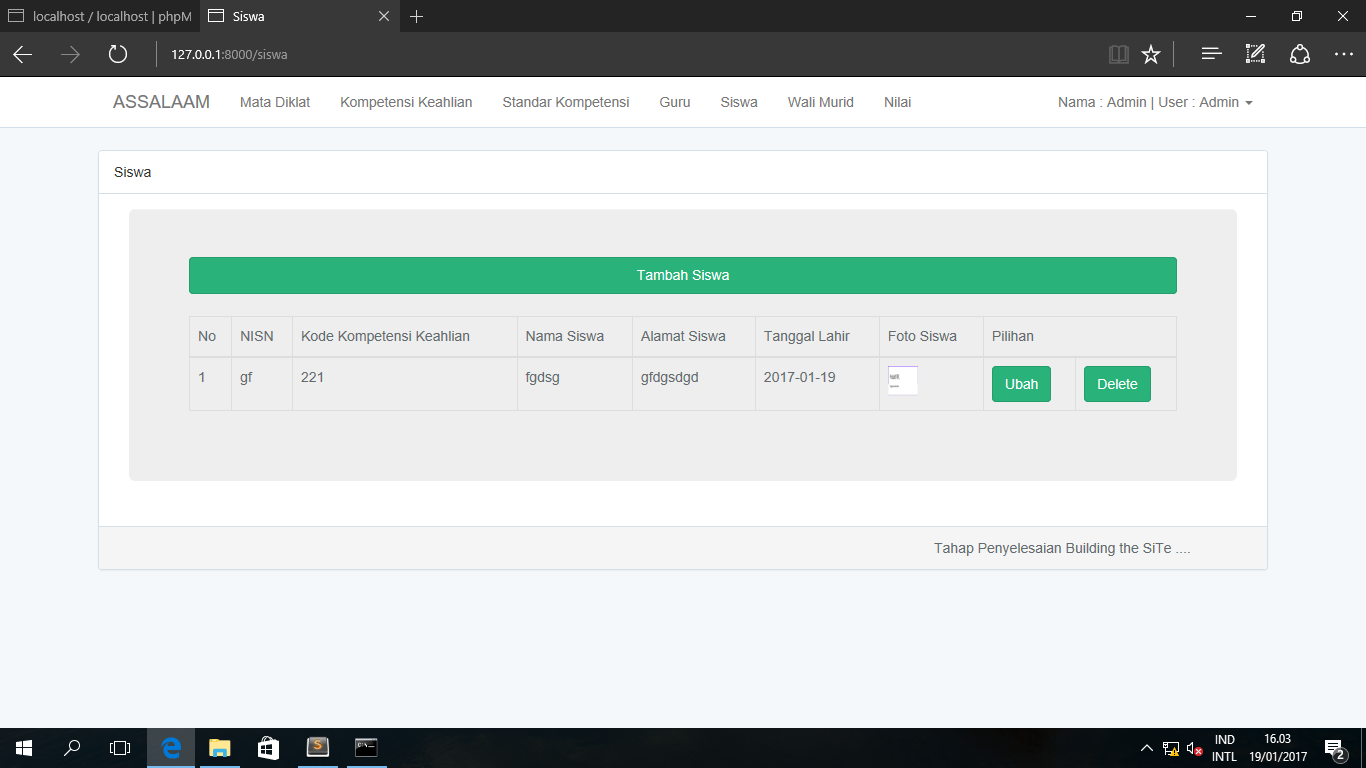 localhost / localhost | phpM
Siswa
127.0.0.1:8000/siswa
ASSALAAM Mata Diklat Kompetensi Keahlian Standar Kompetensi Guru Siswa Wali Murid Nilai Nama : Admin | User : Admin
Siswa
Tambah Siswa
No NISN Kode Kompetensi Keahlian Nama Siswa Alamat Siswa Tanggal Lahir Foto Siswa Pilihan
1 gf 221 fgdsg gfdgsdgd 2017-01-19 Ubah Delete
Tahap Penyelesaian Building the SiTe ....
IND 16.03
INTL 19/01/2017 2